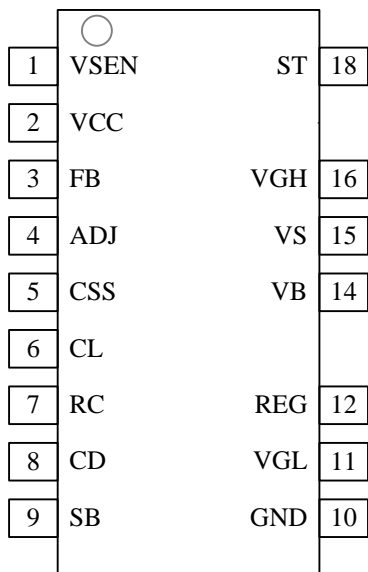 1 VSEN ST 18
2 VCC
3 FB VGH 16
4 ADJ VS 15
5 CSS VB 14
6 CL
7 RC REG 12
8 CD VGL 11
9 SB GND 10